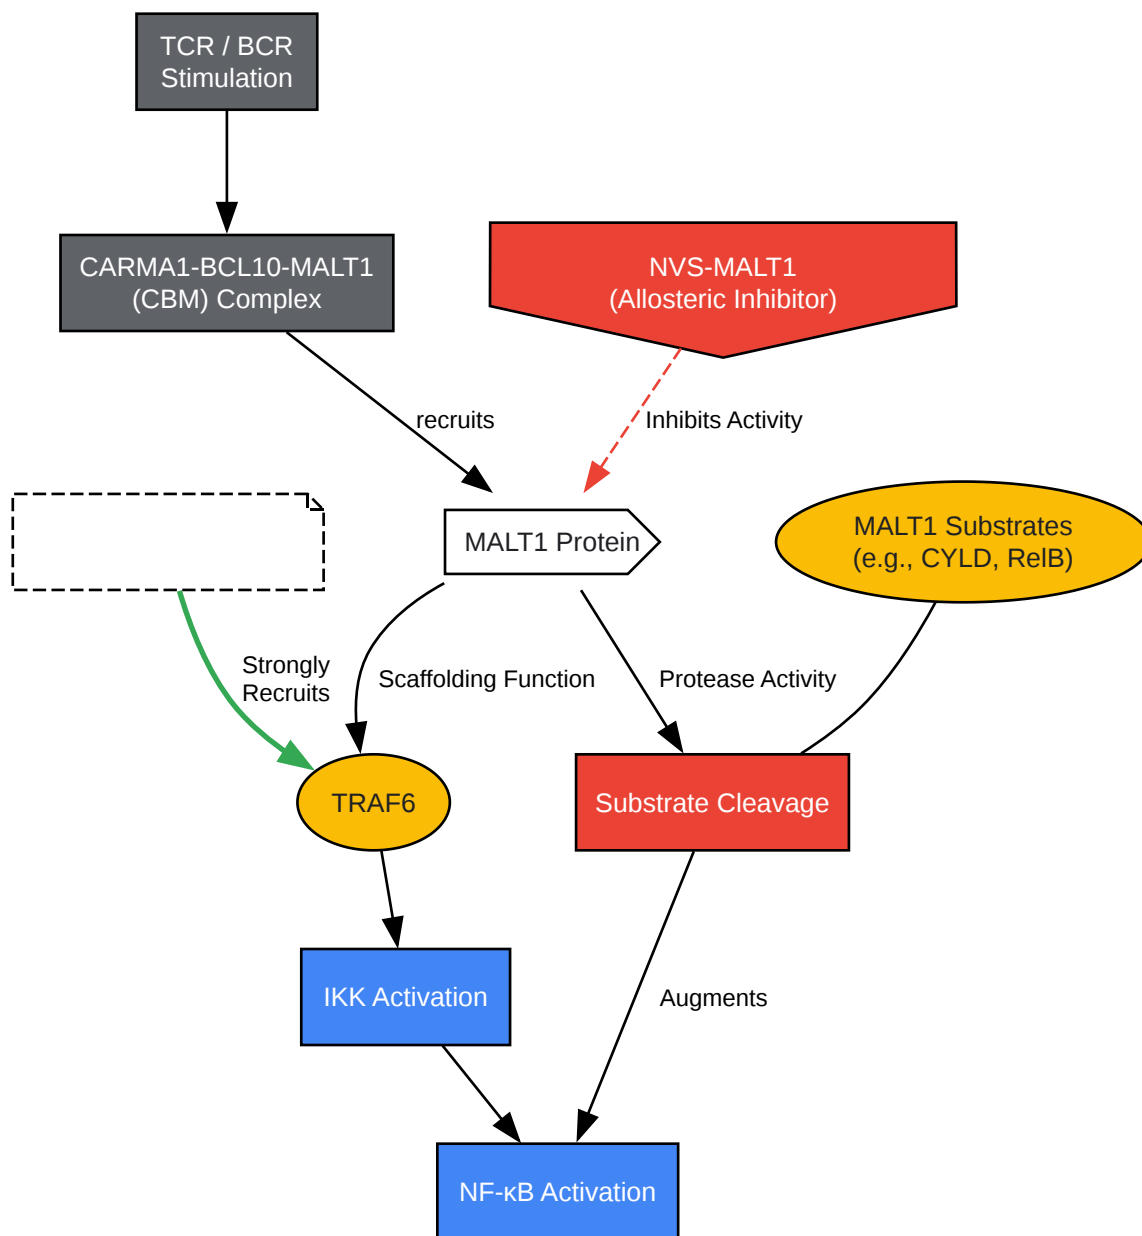 TCR / BCR
Stimulation
CARMA1-BCL10-MALT1
(CBM) Complex
NVS-MALT1
(Allosteric Inhibitor)
recruits
Inhibits Activity
MALT1 Protein
MALT1 Substrates
(e.g., CYLD, RelB)
Strongly
Recruits
Scaffolding Function
Protease Activity
TRAF6
Substrate Cleavage
IKK Activation
Augments
NF-κB Activation